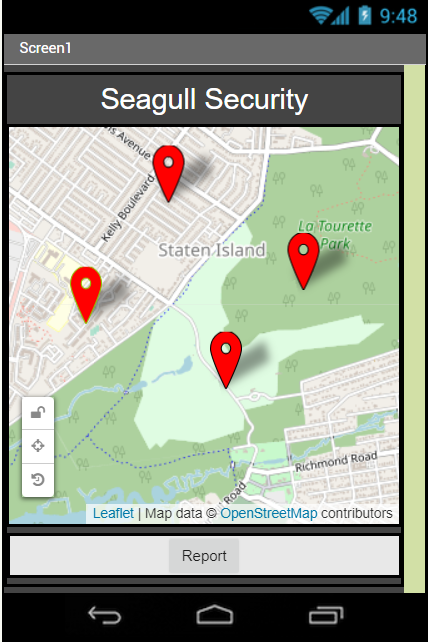 9:48
Screen1
Seagull Security
Avenue
Kelly Boulevard
La Tourette
Park
Staten Island
Richmond Road
Road
Leaflet | Map data © OpenStreetMap contributors
Report